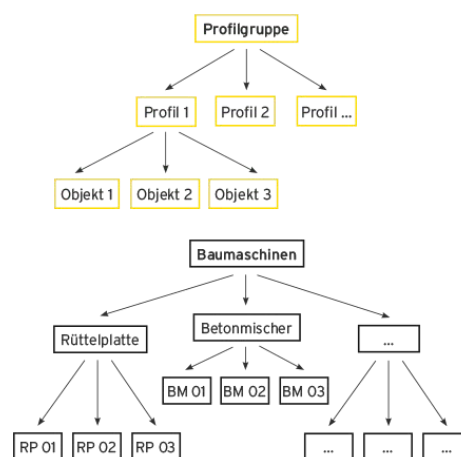 Profilgruppe
Profil 1 Profil 2 Profil ...
Objekt 1 Objekt 2 Objekt 3
Baumaschinen
Rüttelplatte Betonmischer ...
BM 01 BM 02 BM 03
RP 01 RP 02 RP 03 ... ... ...